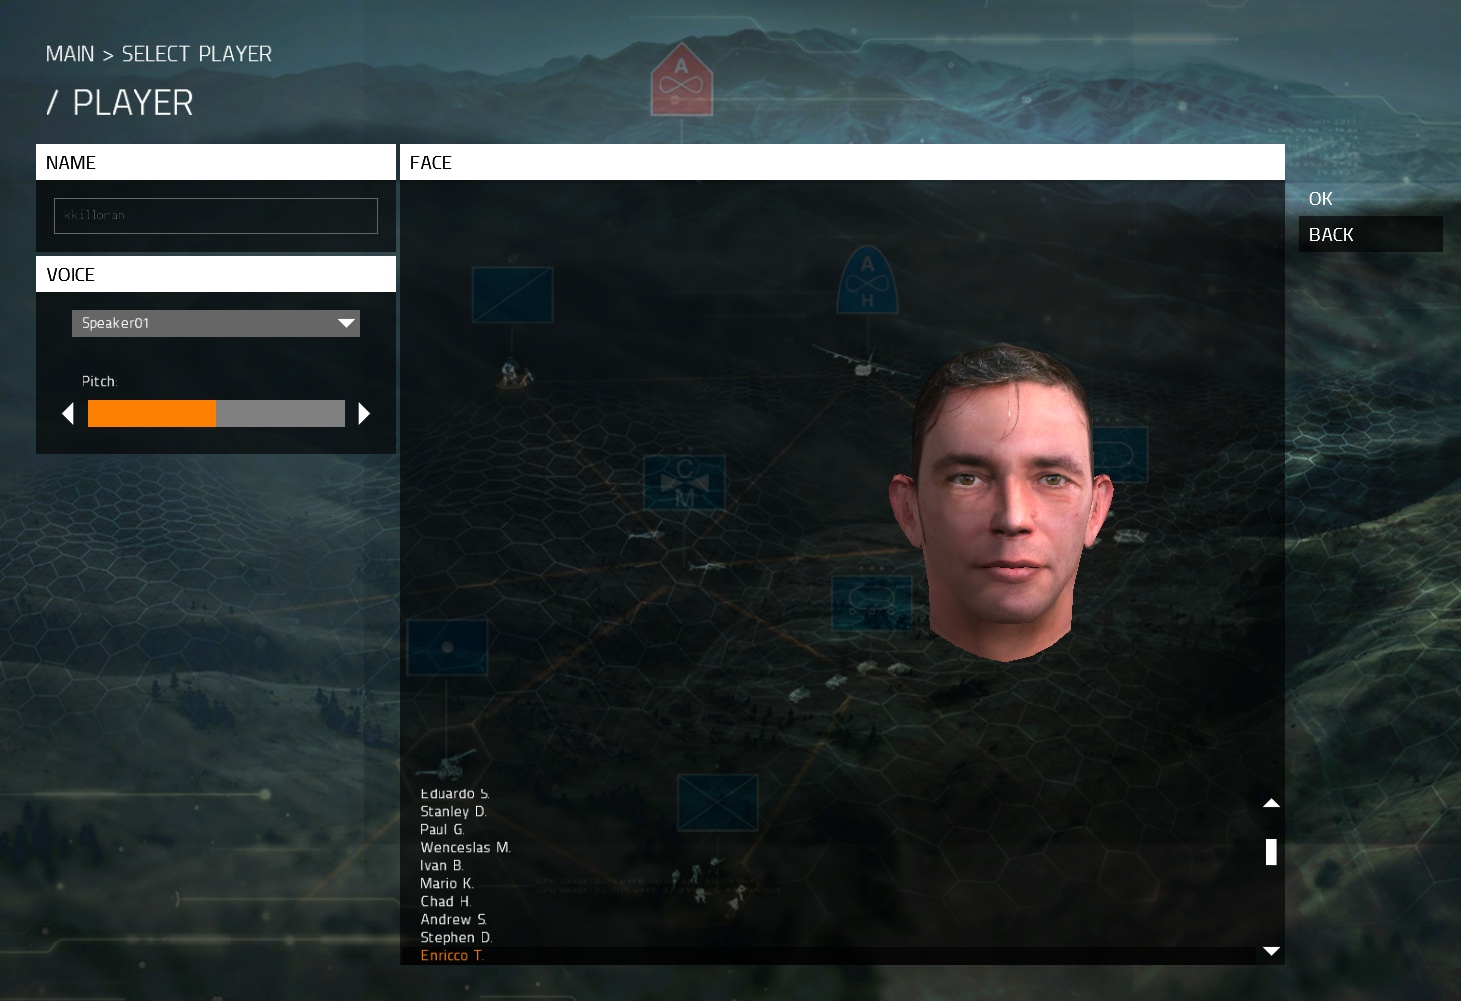 MAIN > SELECT PLAYER
/ PLAYER
A
NAME
FACE
kkilloran
OK
BACK
VOICE
A
H
Speaker01
Pitch:
C
M
Eduardo S.
Stanley D.
Paul G.
Wenceslas M.
Ivan B.
Mario K.
Chad H.
Andrew S.
Stephen D.
Enricco T.